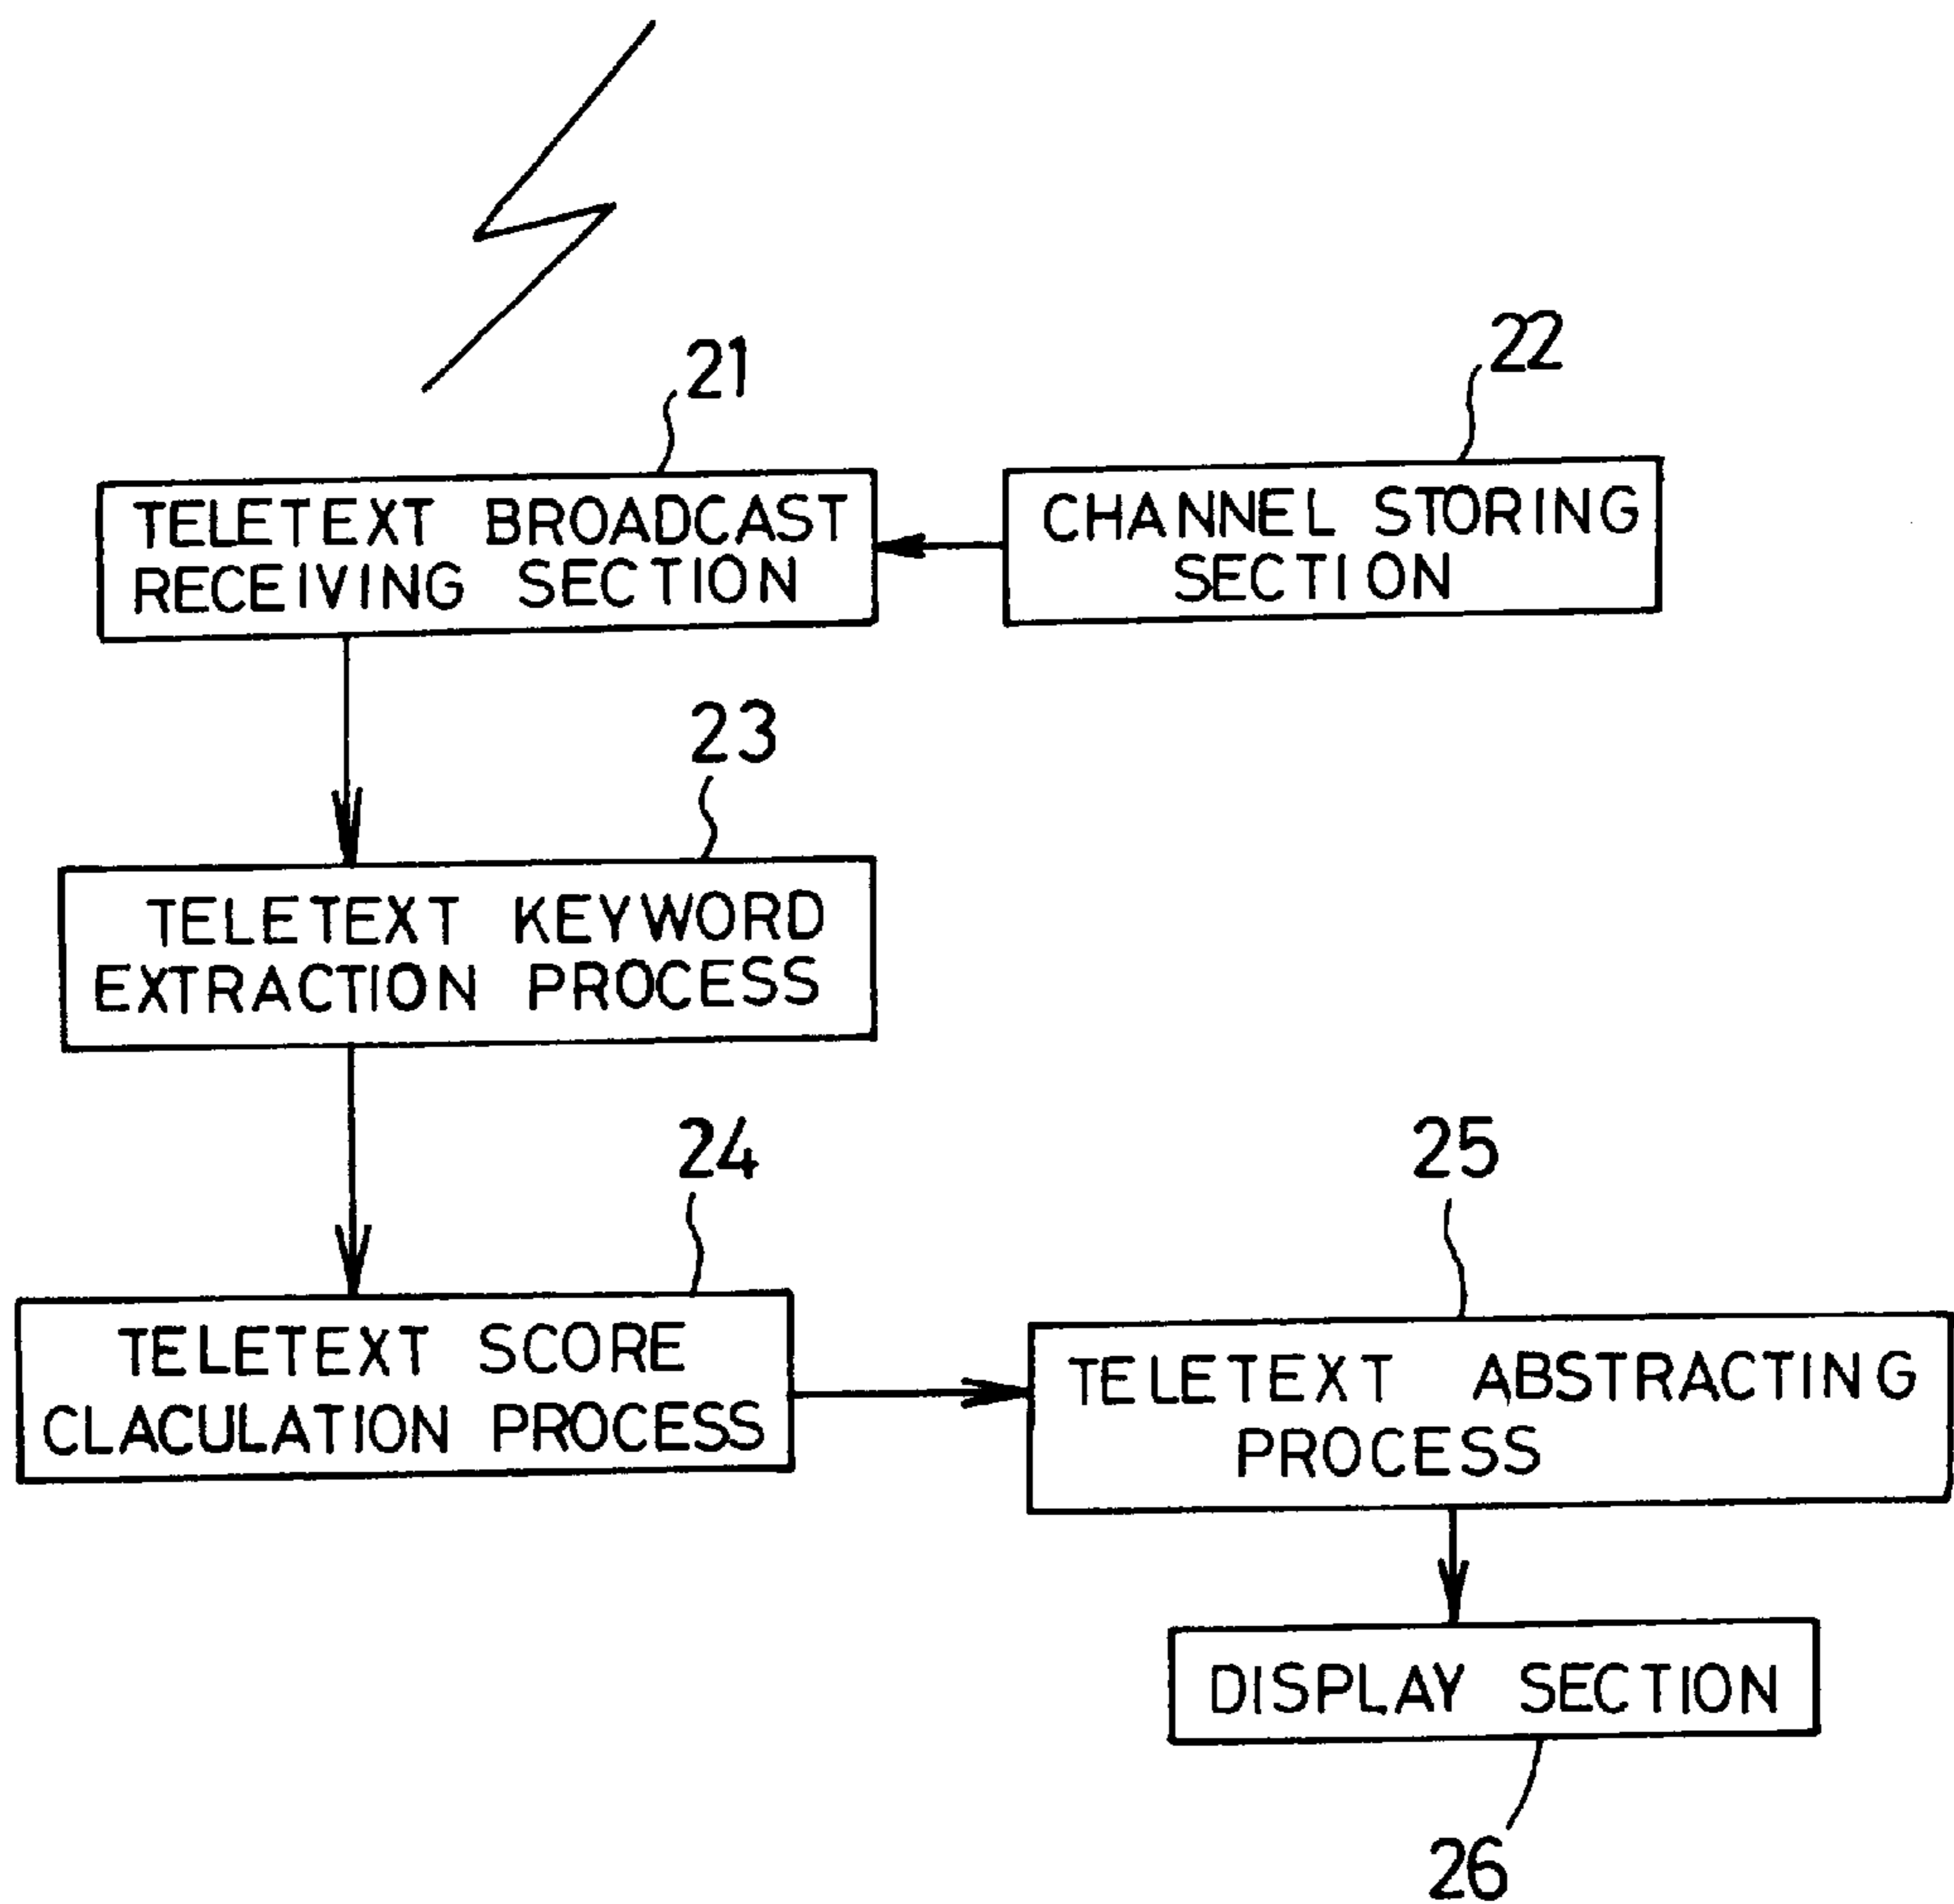 21
22
TELETEXT BROADCAST
RECEIVING SECTION
CHANNEL STORING
SECTION
23
TELETEXT KEYWORD
EXTRACTION PROCESS
24
25
TELETEXT SCORE
CLACULATION PROCESS
TELETEXT ABSTRACTING
PROCESS
DISPLAY SECTION
26